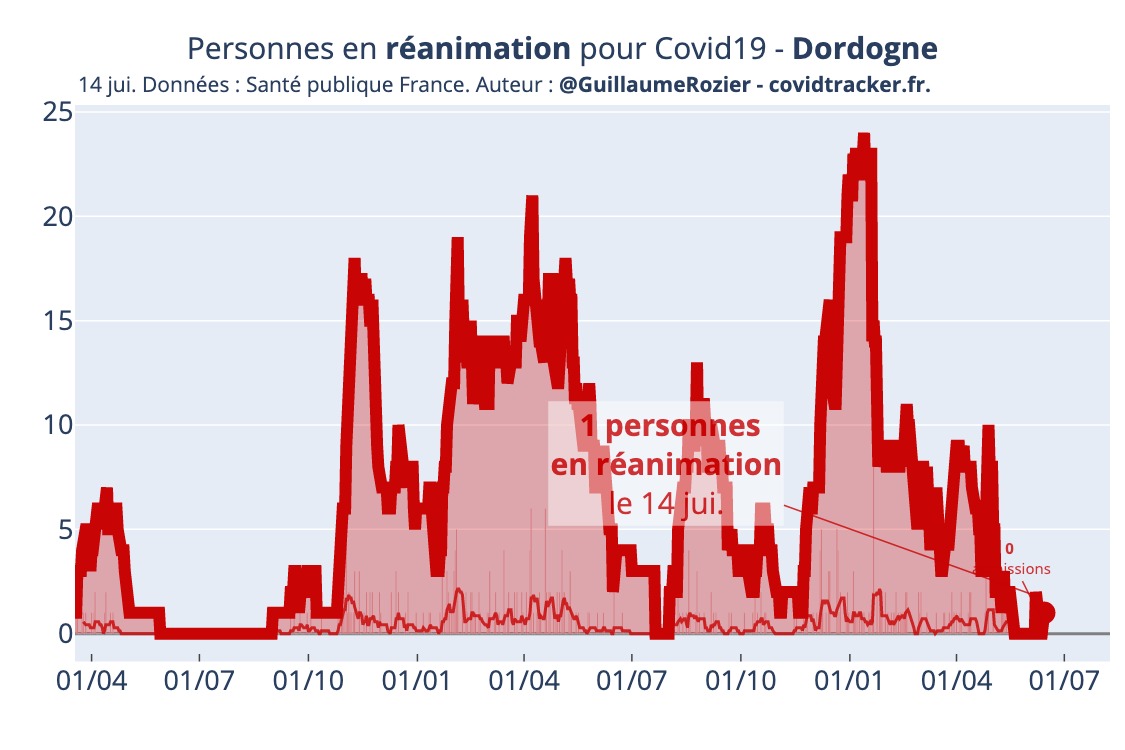 Personnes en réanimation pour Covid19 - Dordogne
14 jui. Données : Santé publique France. Auteur : @GuillaumeRozier - covidtracker.fr.
25
20
15
10
5
0
1 personnes
en réanimation
le 14 jui.
0
admissions
01/04 01/07 01/10 01/01 01/04 01/07 01/10 01/01 01/04 01/07